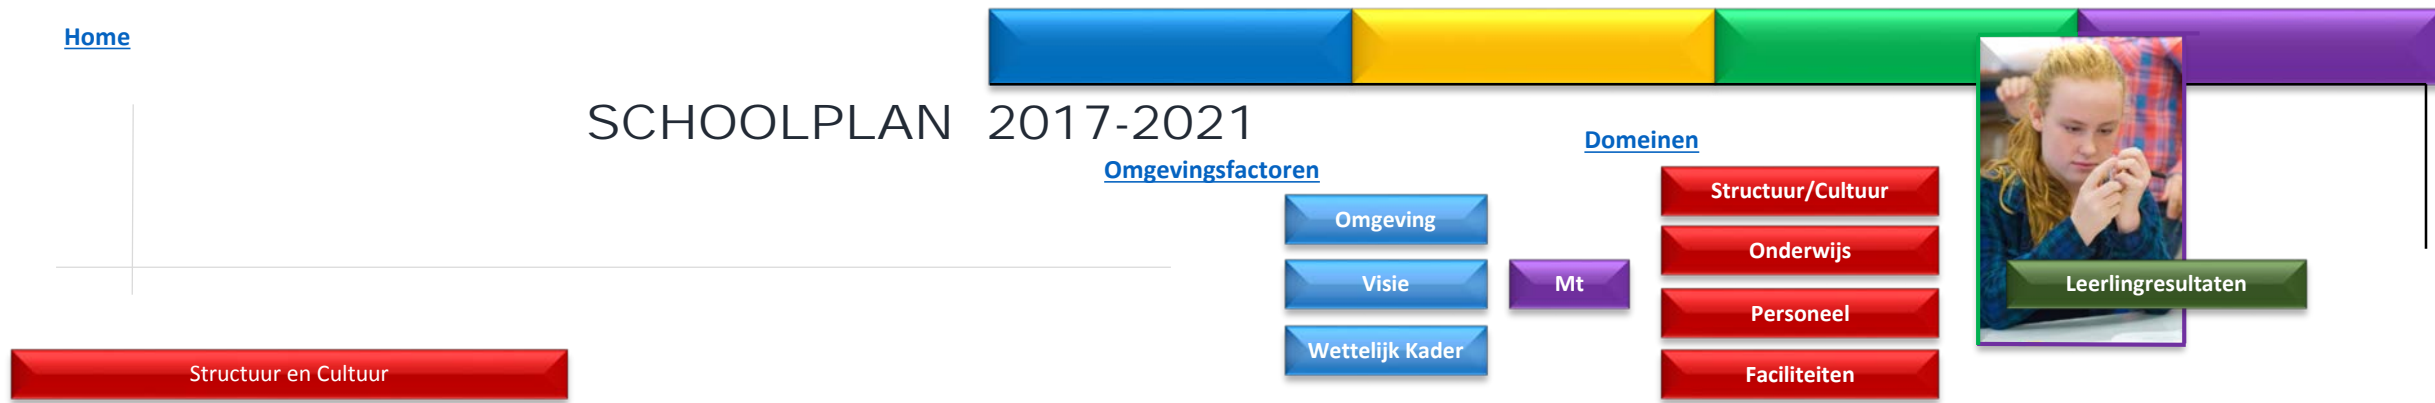 Home
SCHOOLPLAN 2017-2021
Domeinen
Omgevingsfactoren
Structuur/Cultuur
Omgeving
Onderwijs
Visie
Mt
Leerlingresultaten
Personeel
Wettelijk Kader
Structuur en Cultuur
Faciliteiten